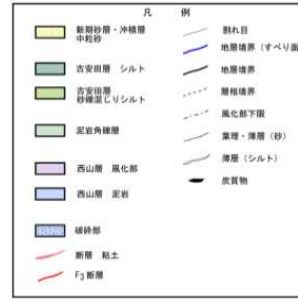 凡 例
新期砂層・沖積層
中粒砂
古安田層 シルト
古安田層
砂礫混じりシルト
泥岩角礫層
西山層 風化部
西山層 泥岩
破砕部
断層 粘土
F3 断層
割れ目
地層境界（すべり面
地層境界
層相境界
風化部下限
葉理・薄層（砂）
薄層（シルト）
炭質物